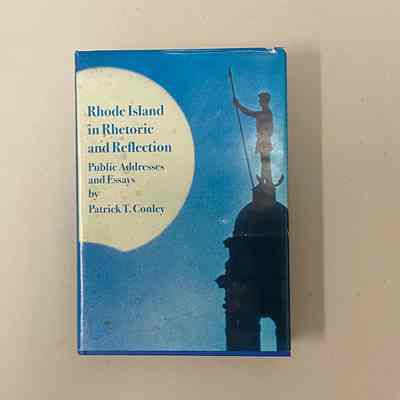 Rhode Island
in Rhetoric
and Reflection
Public Addresses
and Essays
by
Patrick T. Conley